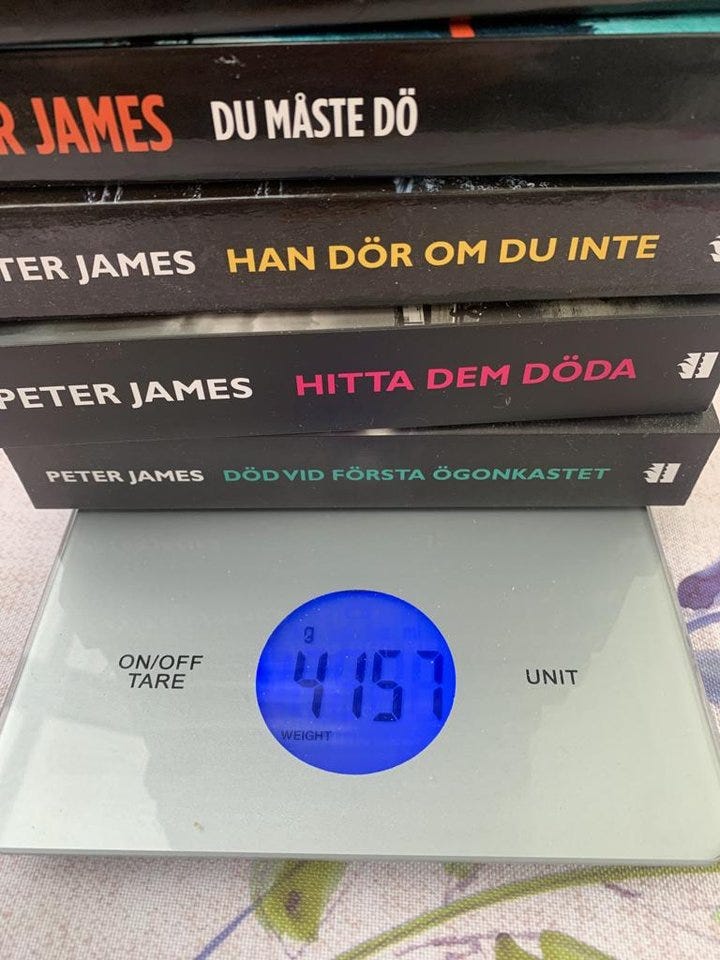 R JAMES DU MÅSTE DÖ
TER JAMES HAN DÖR OM DU INTE
PETER JAMES HITTA DEM DÖDA
PETER JAMES DÖD VID FÖRSTA ÖGONKASTET
g
4157
WEIGHT
ON/OFF
TARE
UNIT